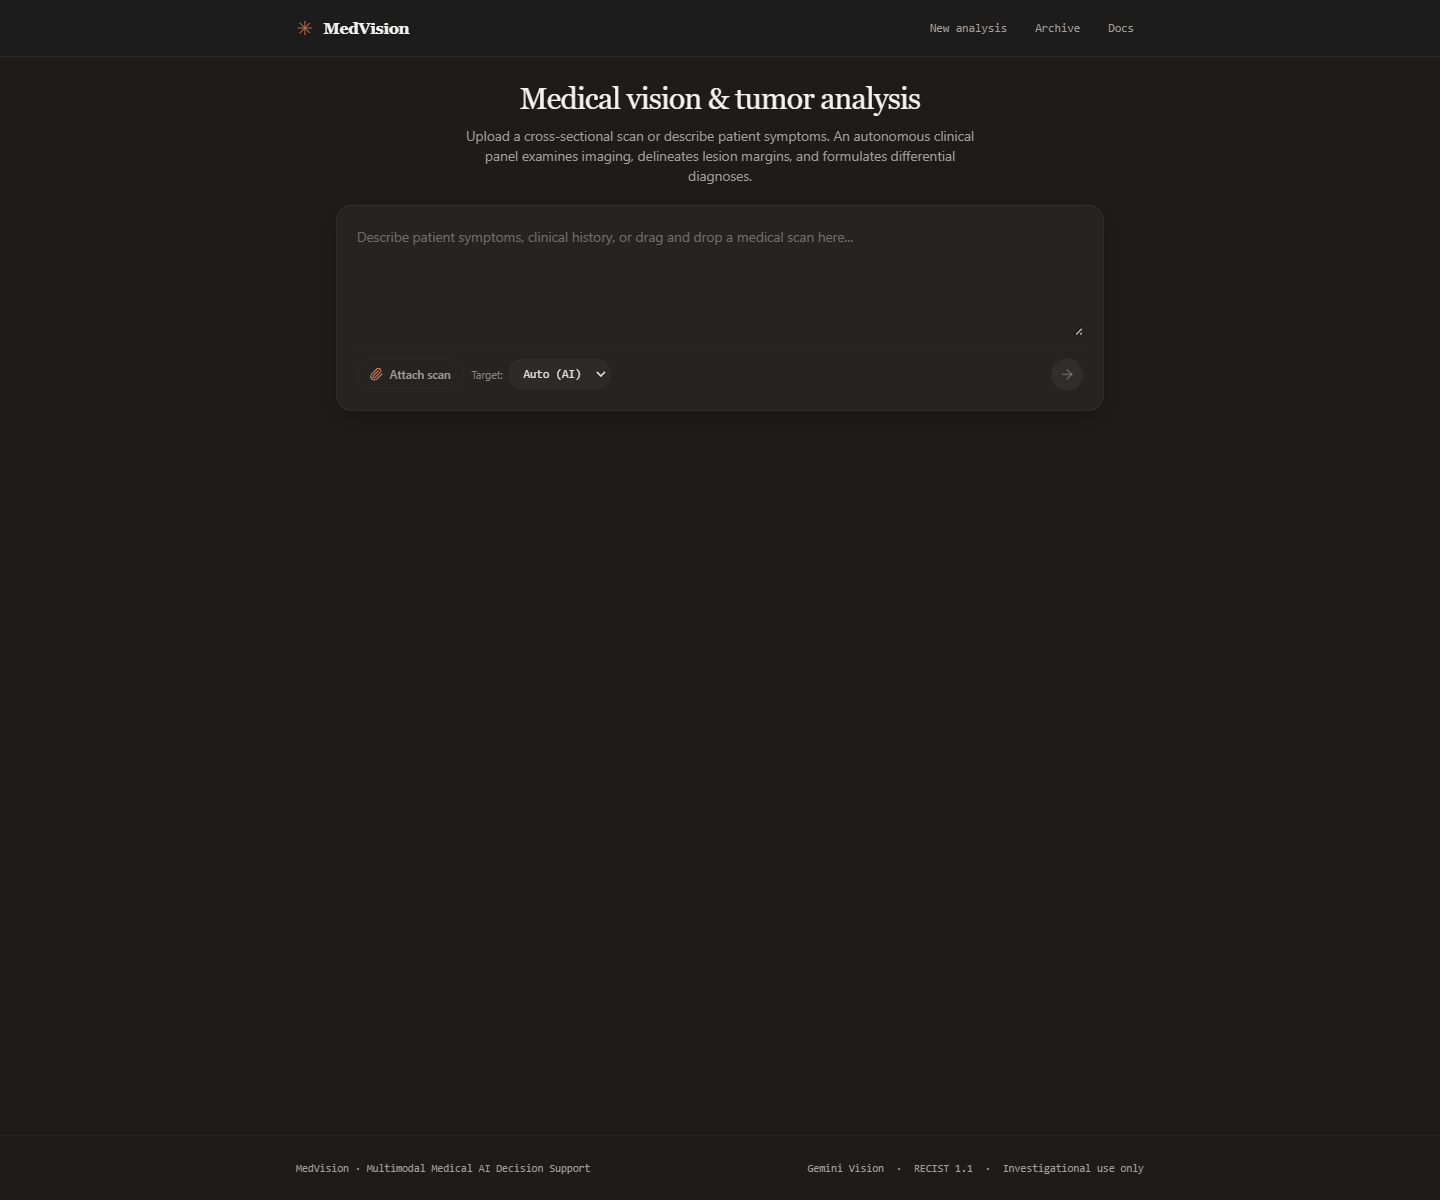 MedVision
New analysis
Archive
Docs
Medical vision & tumor analysis
Upload a cross-sectional scan or describe patient symptoms. An autonomous clinical
panel examines imaging, delineates lesion margins, and formulates differential
diagnoses.
Describe patient symptoms, clinical history, or drag and drop a medical scan here...
Attach scan
Target:
Auto (AI)
MedVision · Multimodal Medical AI Decision Support
Gemini Vision · RECIST 1.1 · Investigational use only